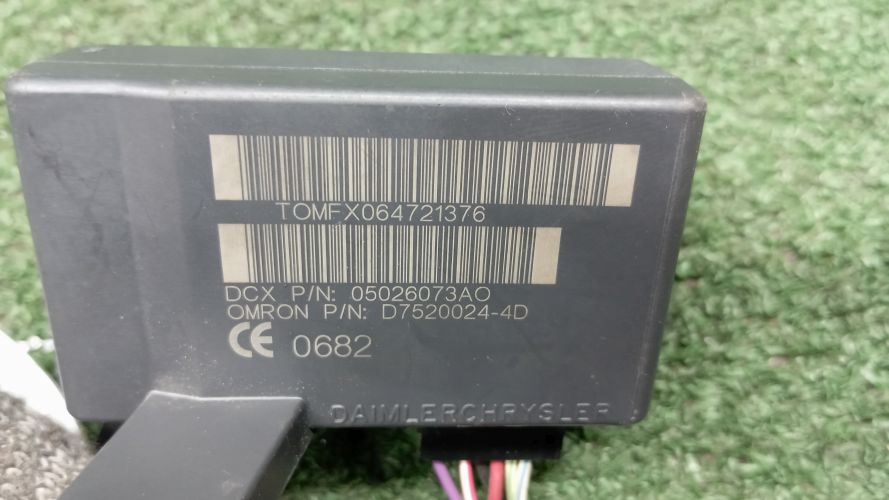 TOMFX064721376
DCX P/N: 05026073AO
OMRON P/N: D7520024-4D
CE 0682
DAIMLERCHRYSLER